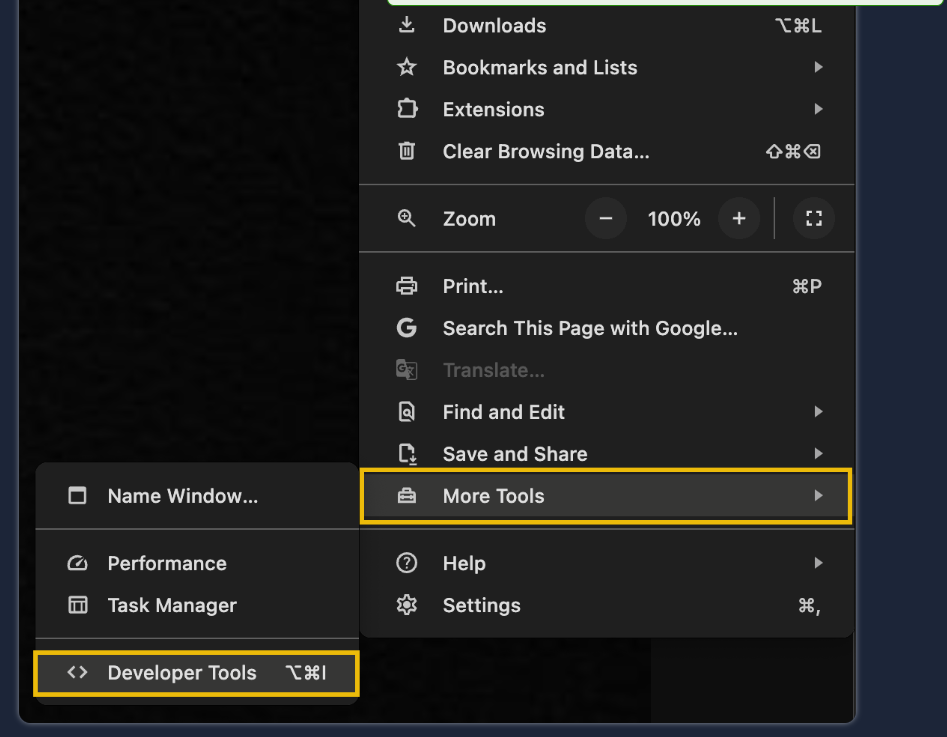 Downloads ⌥⌘L
Bookmarks and Lists
Extensions
Clear Browsing Data... ⇧⌘⌫
Zoom − 100% +
Print... ⌘P
Search This Page with Google...
Translate...
Find and Edit
Save and Share
More Tools
Help
Settings ⌘,
Name Window...
Performance
Task Manager
Developer Tools ⌥⌘I